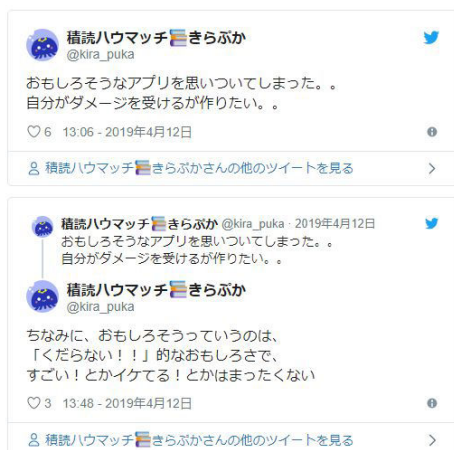 積読ハウマッチ📚きらぷか
@kira_puka
おもしろそうなアプリを思いついてしまった。。
自分がダメージを受けるが作りたい。。
♡ 6 13:06 - 2019年4月12日
積読ハウマッチ📚きらぷかさんの他のツイートを見る
積読ハウマッチ📚きらぷか @kira_puka · 2019年4月12日
おもしろそうなアプリを思いついてしまった。。
自分がダメージを受けるが作りたい。。
積読ハウマッチ📚きらぷか
@kira_puka
ちなみに、おもしろそうっていうのは、
「くだらない！！」的なおもしろさで、
すごい！とかイケてる！とかはまったくない
♡ 3 13:48 - 2019年4月12日
積読ハウマッチ📚きらぷかさんの他のツイートを見る